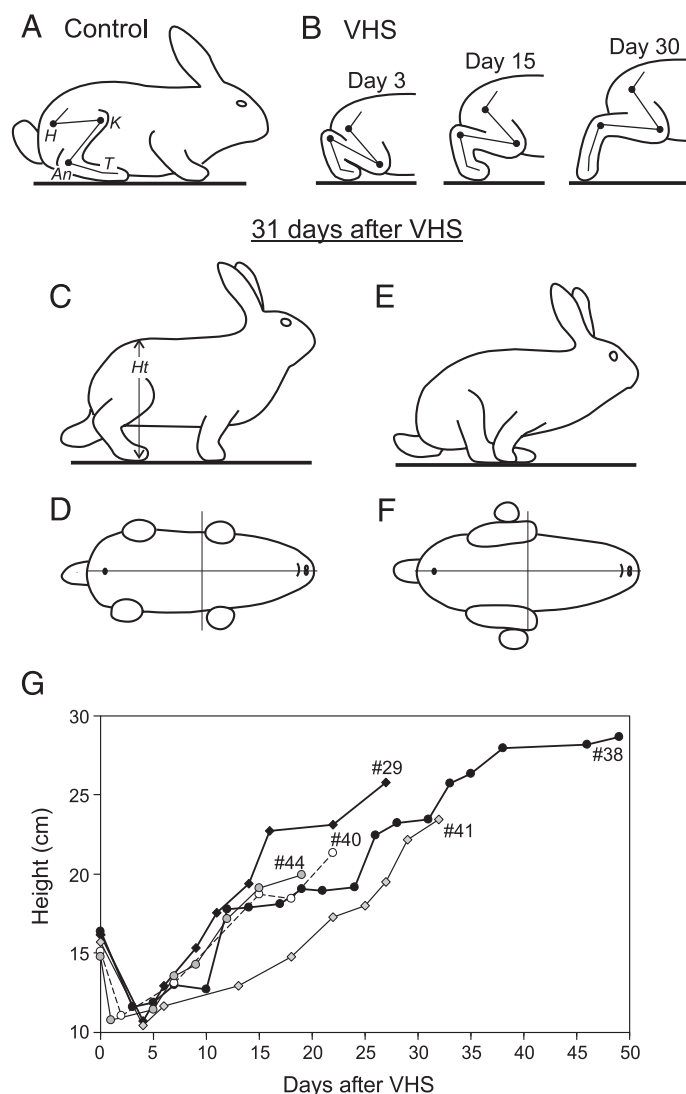 A Control
B VHS
Day 3
Day 15
Day 30
H
K
An
T
31 days after VHS
C
E
Ht
D
F
G
30
25
20
15
10
Height (cm)
#29
#38
#40
#41
#44
0 5 10 15 20 25 30 35 40 45 50
Days after VHS